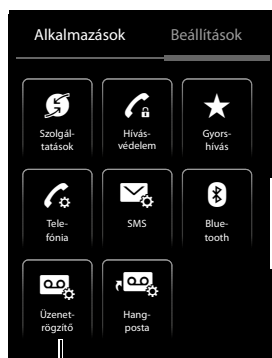 Alkalmazások Beállítások
Szolgál- Hívás- Gyors-
tatások védelem hívás
Tele- SMS Blue-
fónia tooth
Üzenet- Hang-
rögzítő posta